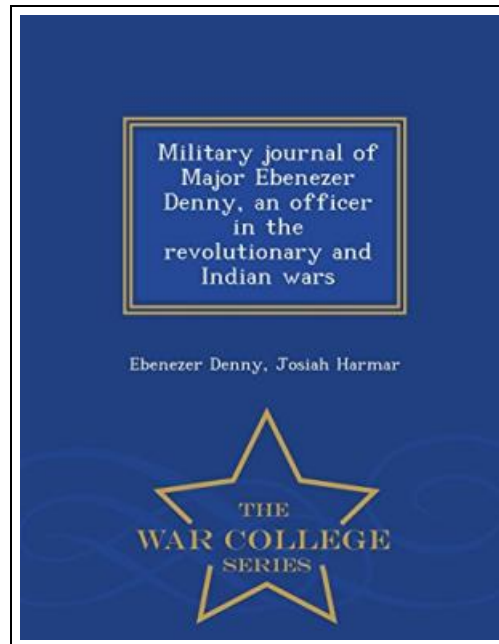 Military journal of
Major Ebenezer
Denny, an officer
in the
revolutionary and
Indian wars
Ebenezer Denny, Josiah Harmar
THE
WAR COLLEGE
SERIES